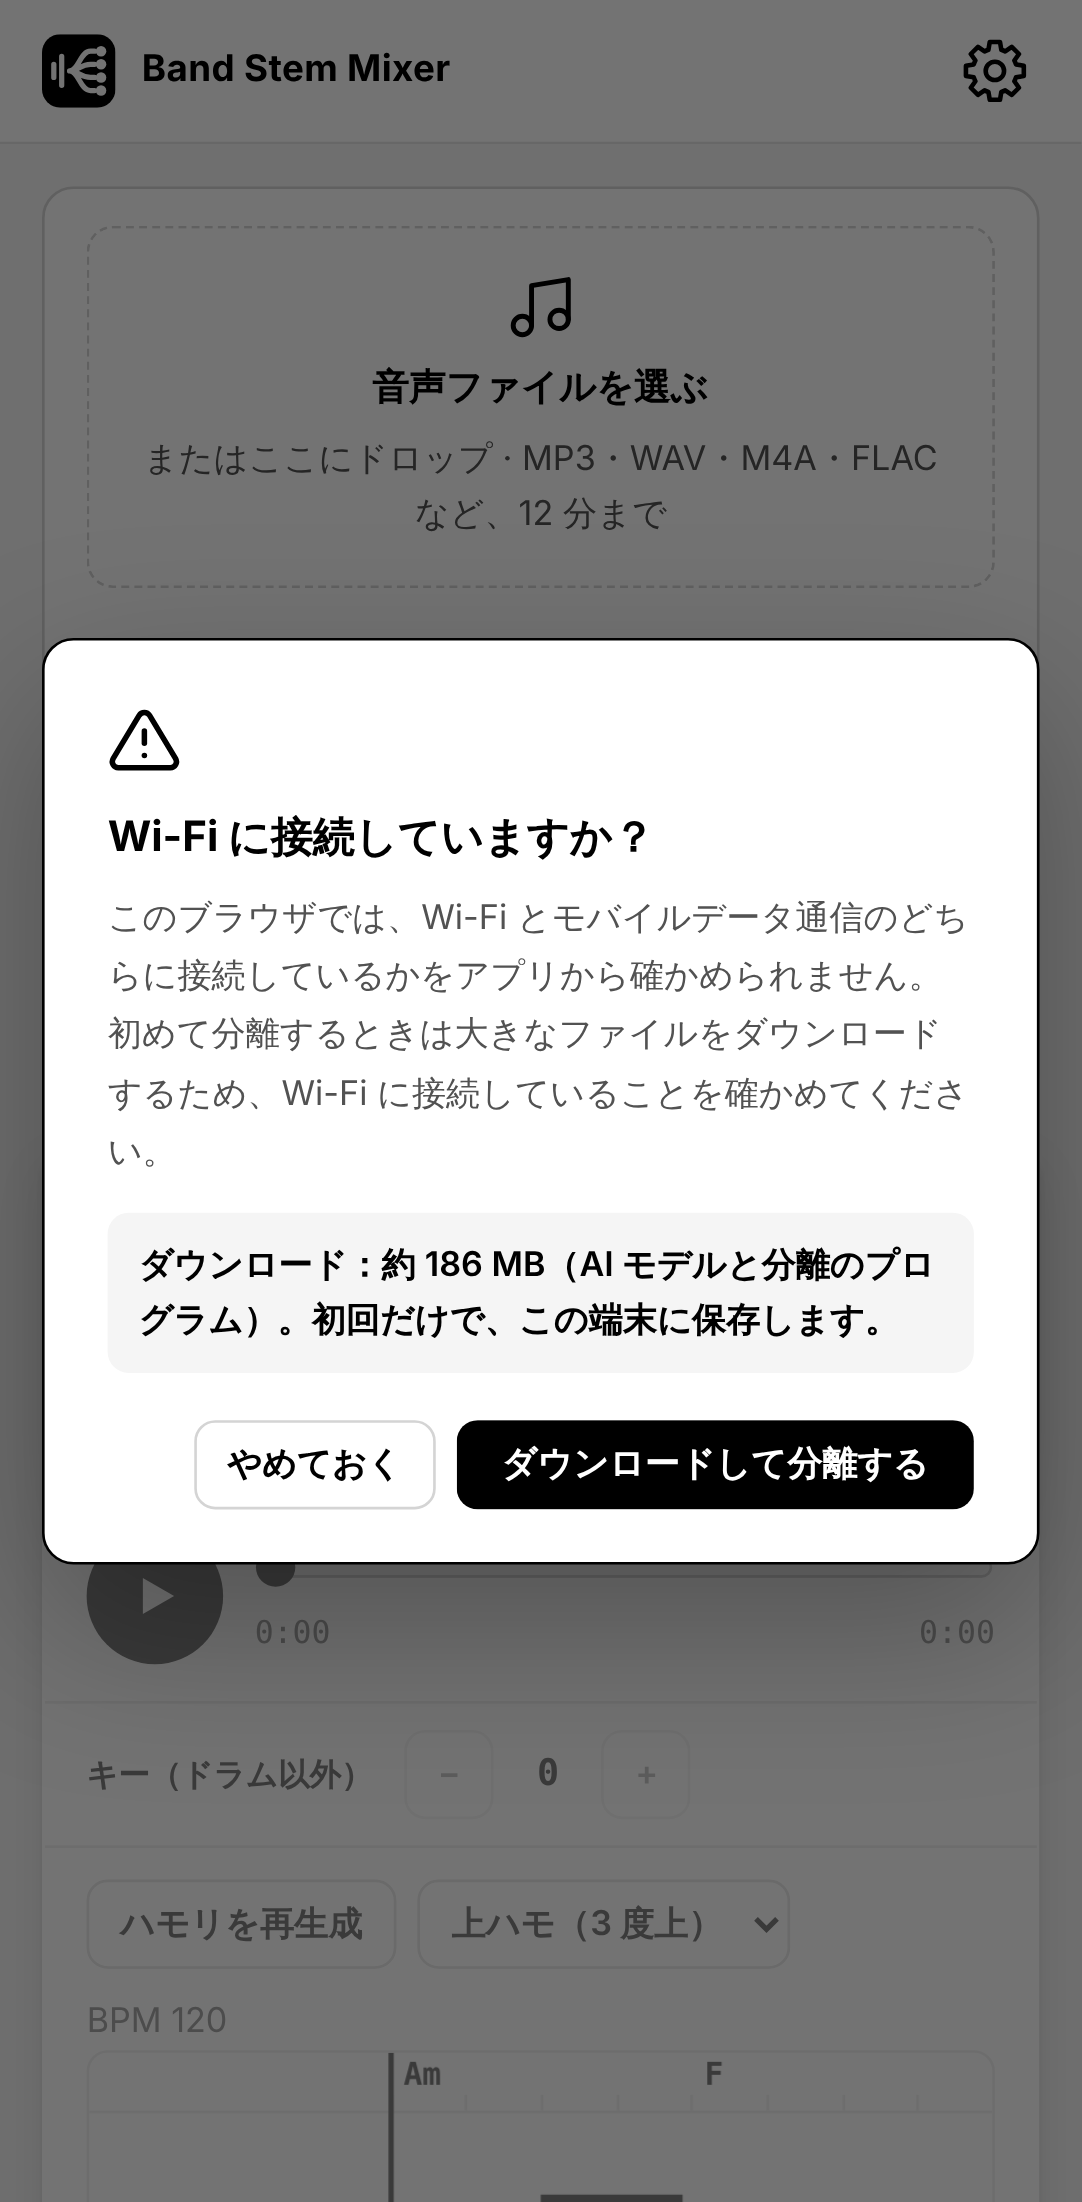 Band Stem Mixer
音声ファイルを選ぶ
またはここにドロップ · MP3・WAV・M4A・FLAC
など、12 分まで
Wi-Fi に接続していますか？
このブラウザでは、Wi-Fi とモバイルデータ通信のどち
らに接続しているかをアプリから確かめられません。
初めて分離するときは大きなファイルをダウンロード
するため、Wi-Fi に接続していることを確かめてくださ
い。
ダウンロード：約 186 MB（AI モデルと分離のプロ
グラム）。初回だけで、この端末に保存します。
やめておく
ダウンロードして分離する
0:00
0:00
キー（ドラム以外）
− 0 +
ハモリを再生成
上ハモ（3 度上）
BPM 120
Am
F